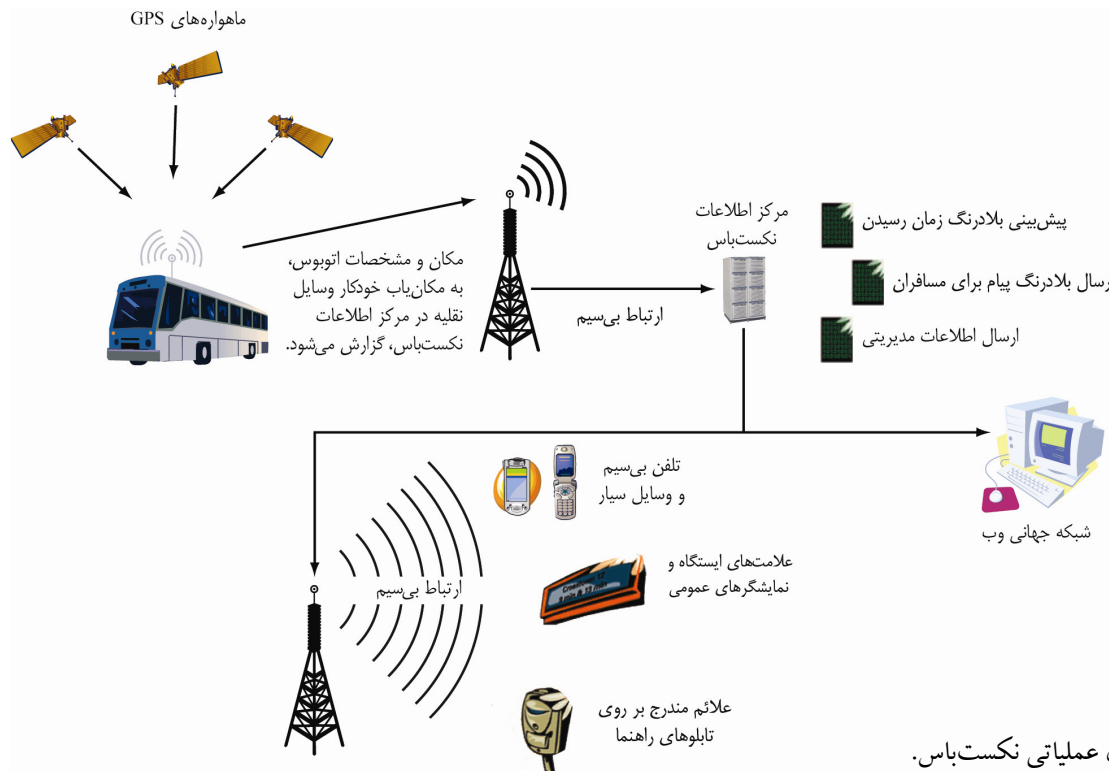 ماهواره‌های GPS
مکان و مشخصات اتوبوس،
به مکان‌یاب خودکار وسایل
نقلیه در مرکز اطلاعات
نکست‌باس، گزارش می‌شود.
ارتباط بی‌سیم
مرکز اطلاعات
نکست‌باس
پیش‌بینی بلادرنگ زمان رسیدن
رسال بلادرنگ پیام برای مسافران
ارسال اطلاعات مدیریتی
شبکه جهانی وب
تلفن بی‌سیم
و وسایل سیار
علامت‌های ایستگاه و
نمایشگرهای عمومی
ارتباط بی‌سیم
علائم مندرج بر روی
تابلوهای راهنما
عملیاتی نکست‌باس.